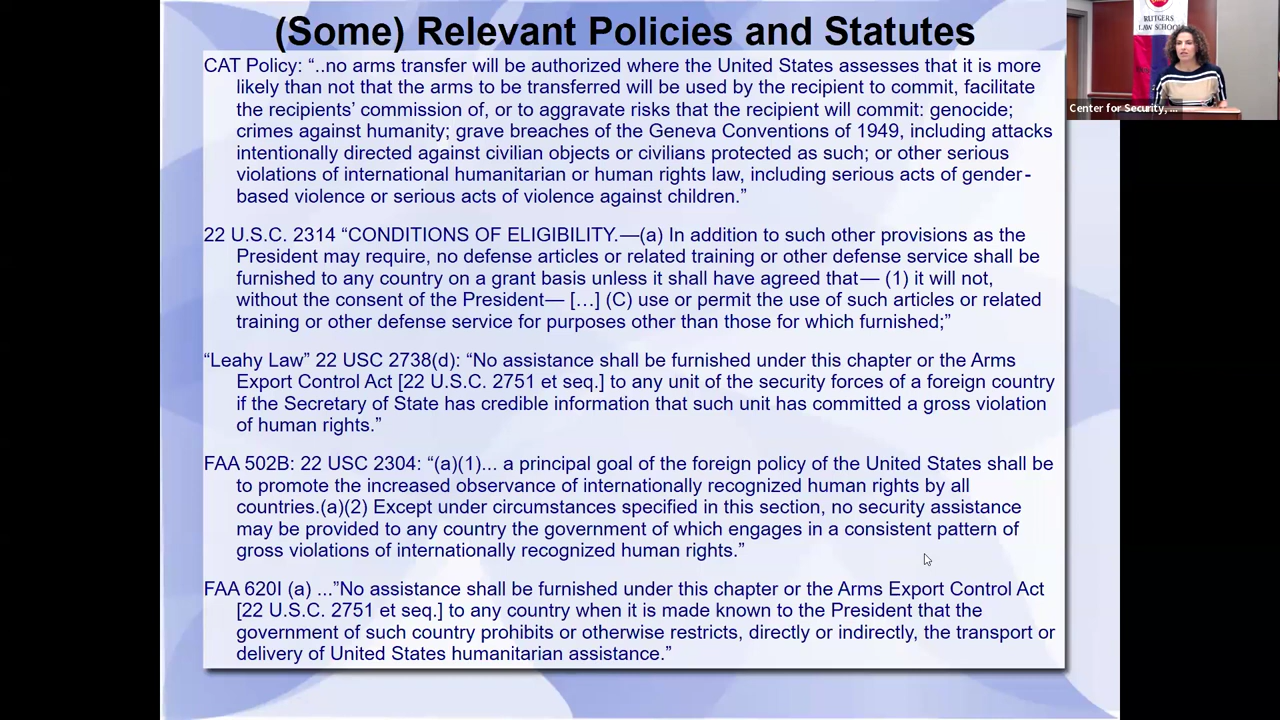 (Some) Relevant Policies and Statutes
CAT Policy: “..no arms transfer will be authorized where the United States assesses that it is more
likely than not that the arms to be transferred will be used by the recipient to commit, facilitate
the recipients’ commission of, or to aggravate risks that the recipient will commit: genocide;
crimes against humanity; grave breaches of the Geneva Conventions of 1949, including attacks
intentionally directed against civilian objects or civilians protected as such; or other serious
violations of international humanitarian or human rights law, including serious acts of gender-
based violence or serious acts of violence against children.”
22 U.S.C. 2314 “CONDITIONS OF ELIGIBILITY.—(a) In addition to such other provisions as the
President may require, no defense articles or related training or other defense service shall be
furnished to any country on a grant basis unless it shall have agreed that— (1) it will not,
without the consent of the President— […] (C) use or permit the use of such articles or related
training or other defense service for purposes other than those for which furnished;”
“Leahy Law” 22 USC 2738(d): “No assistance shall be furnished under this chapter or the Arms
Export Control Act [22 U.S.C. 2751 et seq.] to any unit of the security forces of a foreign country
if the Secretary of State has credible information that such unit has committed a gross violation
of human rights.”
FAA 502B: 22 USC 2304: “(a)(1)... a principal goal of the foreign policy of the United States shall be
to promote the increased observance of internationally recognized human rights by all
countries.(a)(2) Except under circumstances specified in this section, no security assistance
may be provided to any country the government of which engages in a consistent pattern of
gross violations of internationally recognized human rights.”
FAA 620I (a) ...”No assistance shall be furnished under this chapter or the Arms Export Control Act
[22 U.S.C. 2751 et seq.] to any country when it is made known to the President that the
government of such country prohibits or otherwise restricts, directly or indirectly, the transport or
delivery of United States humanitarian assistance.”
RUTGERS
LAW SCHOOL
Center for Security, ...